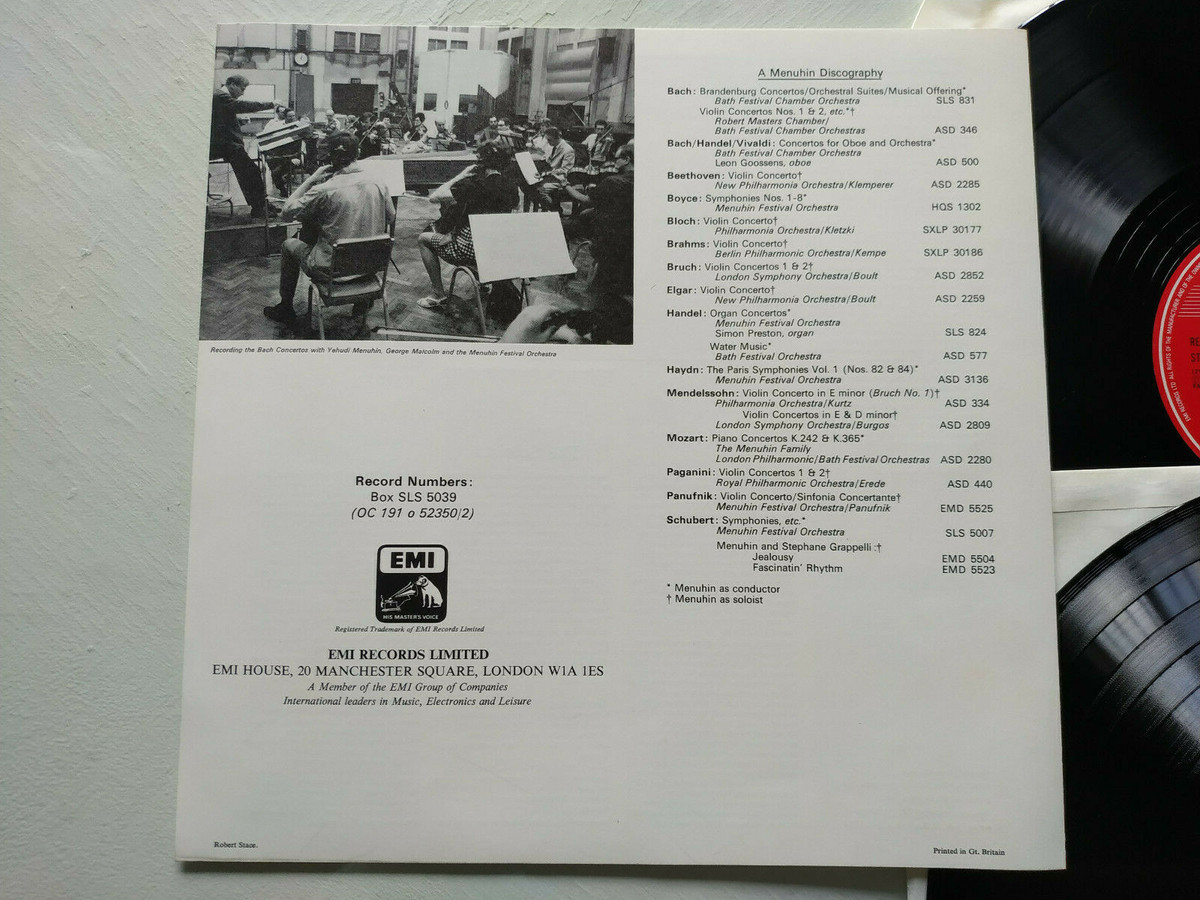 Recording the Bach Concertos with Yehudi Menuhin, George Malcolm and the Menuhin Festival Orchestra
Record Numbers:
Box SLS 5039
(OC 191 o 52350/2)
EMI
HIS MASTER'S VOICE
Registered Trademark of EMI Records Limited
EMI RECORDS LIMITED
EMI HOUSE, 20 MANCHESTER SQUARE, LONDON W1A 1ES
A Member of the EMI Group of Companies
International leaders in Music, Electronics and Leisure
Robert Stace.
A Menuhin Discography
Bach: Brandenburg Concertos/Orchestral Suites/Musical Offering*
Bath Festival Chamber Orchestra SLS 831
Violin Concertos Nos. 1 & 2, etc.*†
Robert Masters Chamber/
Bath Festival Chamber Orchestras ASD 346
Bach/Handel/Vivaldi: Concertos for Oboe and Orchestra*
Bath Festival Chamber Orchestra
Leon Goossens, oboe ASD 500
Beethoven: Violin Concerto†
New Philharmonia Orchestra/Klemperer ASD 2285
Boyce: Symphonies Nos. 1-8*
Menuhin Festival Orchestra HQS 1302
Bloch: Violin Concerto†
Philharmonia Orchestra/Kletzki SXLP 30177
Brahms: Violin Concerto†
Berlin Philharmonic Orchestra/Kempe SXLP 30186
Bruch: Violin Concertos 1 & 2†
London Symphony Orchestra/Boult ASD 2852
Elgar: Violin Concerto†
New Philharmonia Orchestra/Boult ASD 2259
Handel: Organ Concertos*
Menuhin Festival Orchestra
Simon Preston, organ SLS 824
Water Music*
Bath Festival Orchestra ASD 577
Haydn: The Paris Symphonies Vol. 1 (Nos. 82 & 84)*
Menuhin Festival Orchestra ASD 3136
Mendelssohn: Violin Concerto in E minor (Bruch No. 1)†
Philharmonia Orchestra/Kurtz ASD 334
Violin Concertos in E & D minor†
London Symphony Orchestra/Burgos ASD 2809
Mozart: Piano Concertos K.242 & K.365*
The Menuhin Family
London Philharmonic/Bath Festival Orchestras ASD 2280
Paganini: Violin Concertos 1 & 2†
Royal Philharmonic Orchestra/Erede ASD 440
Panufnik: Violin Concerto/Sinfonia Concertante†
Menuhin Festival Orchestra/Panufnik EMD 5525
Schubert: Symphonies, etc.*
Menuhin Festival Orchestra SLS 5007
Menuhin and Stephane Grappelli:†
Jealousy EMD 5504
Fascinatin' Rhythm EMD 5523
* Menuhin as conductor
† Menuhin as soloist
Printed in Gt. Britain